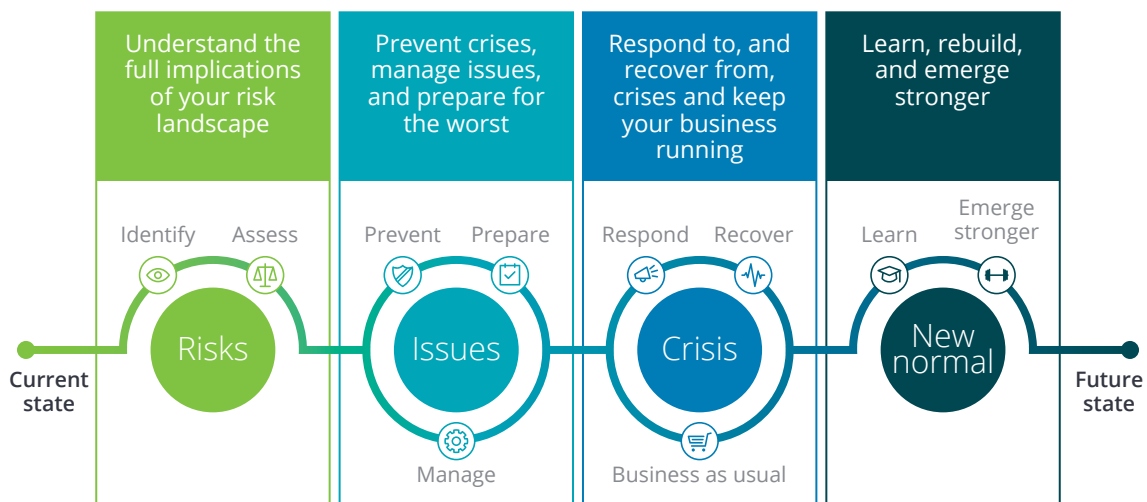 Understand the
full implications
of your risk
landscape
Prevent crises,
manage issues,
and prepare for
the worst
Respond to, and
recover from,
crises and keep
your business
running
Learn, rebuild,
and emerge
stronger
Identify
Assess
Prevent
Prepare
Respond
Recover
Learn
Emerge
stronger
Risks
Issues
Crisis
New
normal
Current
state
Future
state
Manage
Business as usual